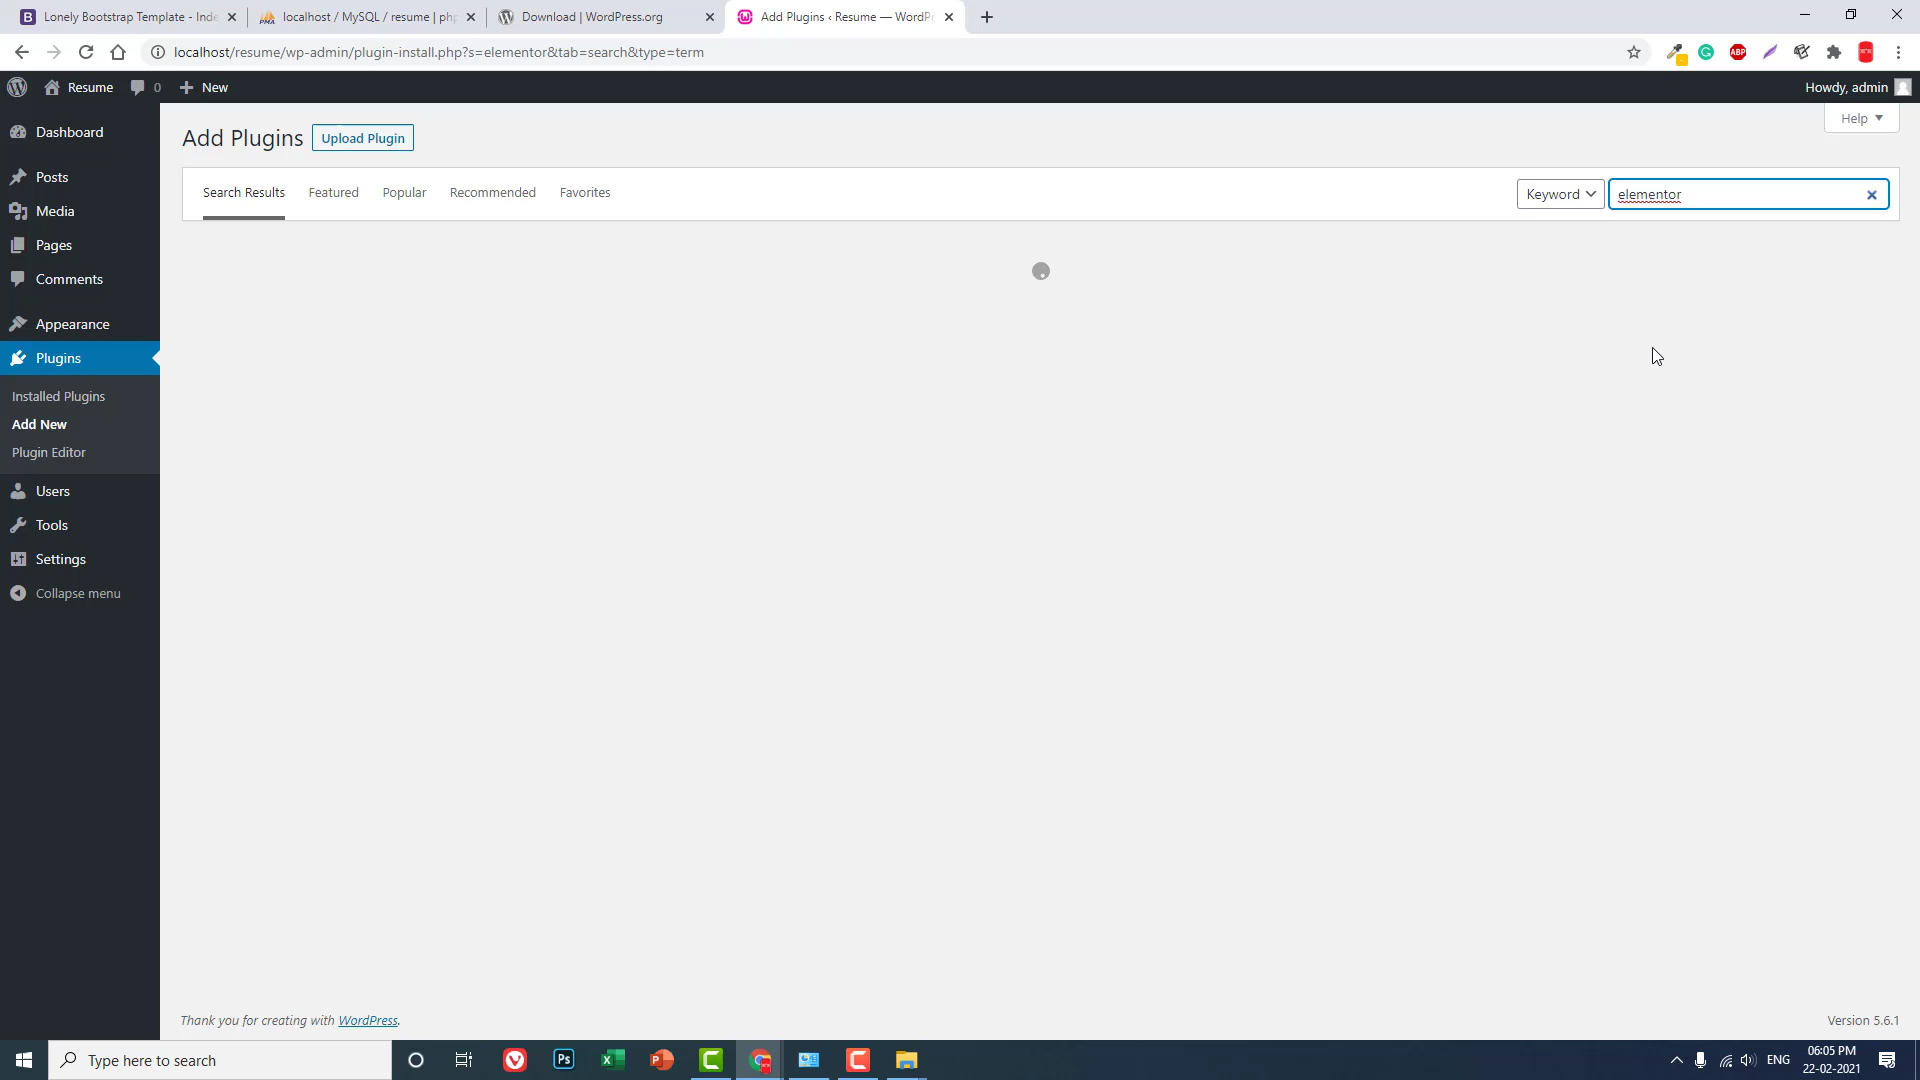 Lonely Bootstrap Template - Inde
localhost / MySQL / resume | php
Download | WordPress.org
Add Plugins ‹ Resume — WordPr
localhost/resume/wp-admin/plugin-install.php?s=elementor&tab=search&type=term
Resume 0 New
Howdy, admin
Dashboard
Posts
Media
Pages
Comments
Appearance
Plugins
Installed Plugins
Add New
Plugin Editor
Users
Tools
Settings
Collapse menu
Add Plugins
Upload Plugin
Help
Search Results Featured Popular Recommended Favorites
Keyword
elementor
Thank you for creating with WordPress.
Version 5.6.1
Type here to search
ENG
06:05 PM
22-02-2021